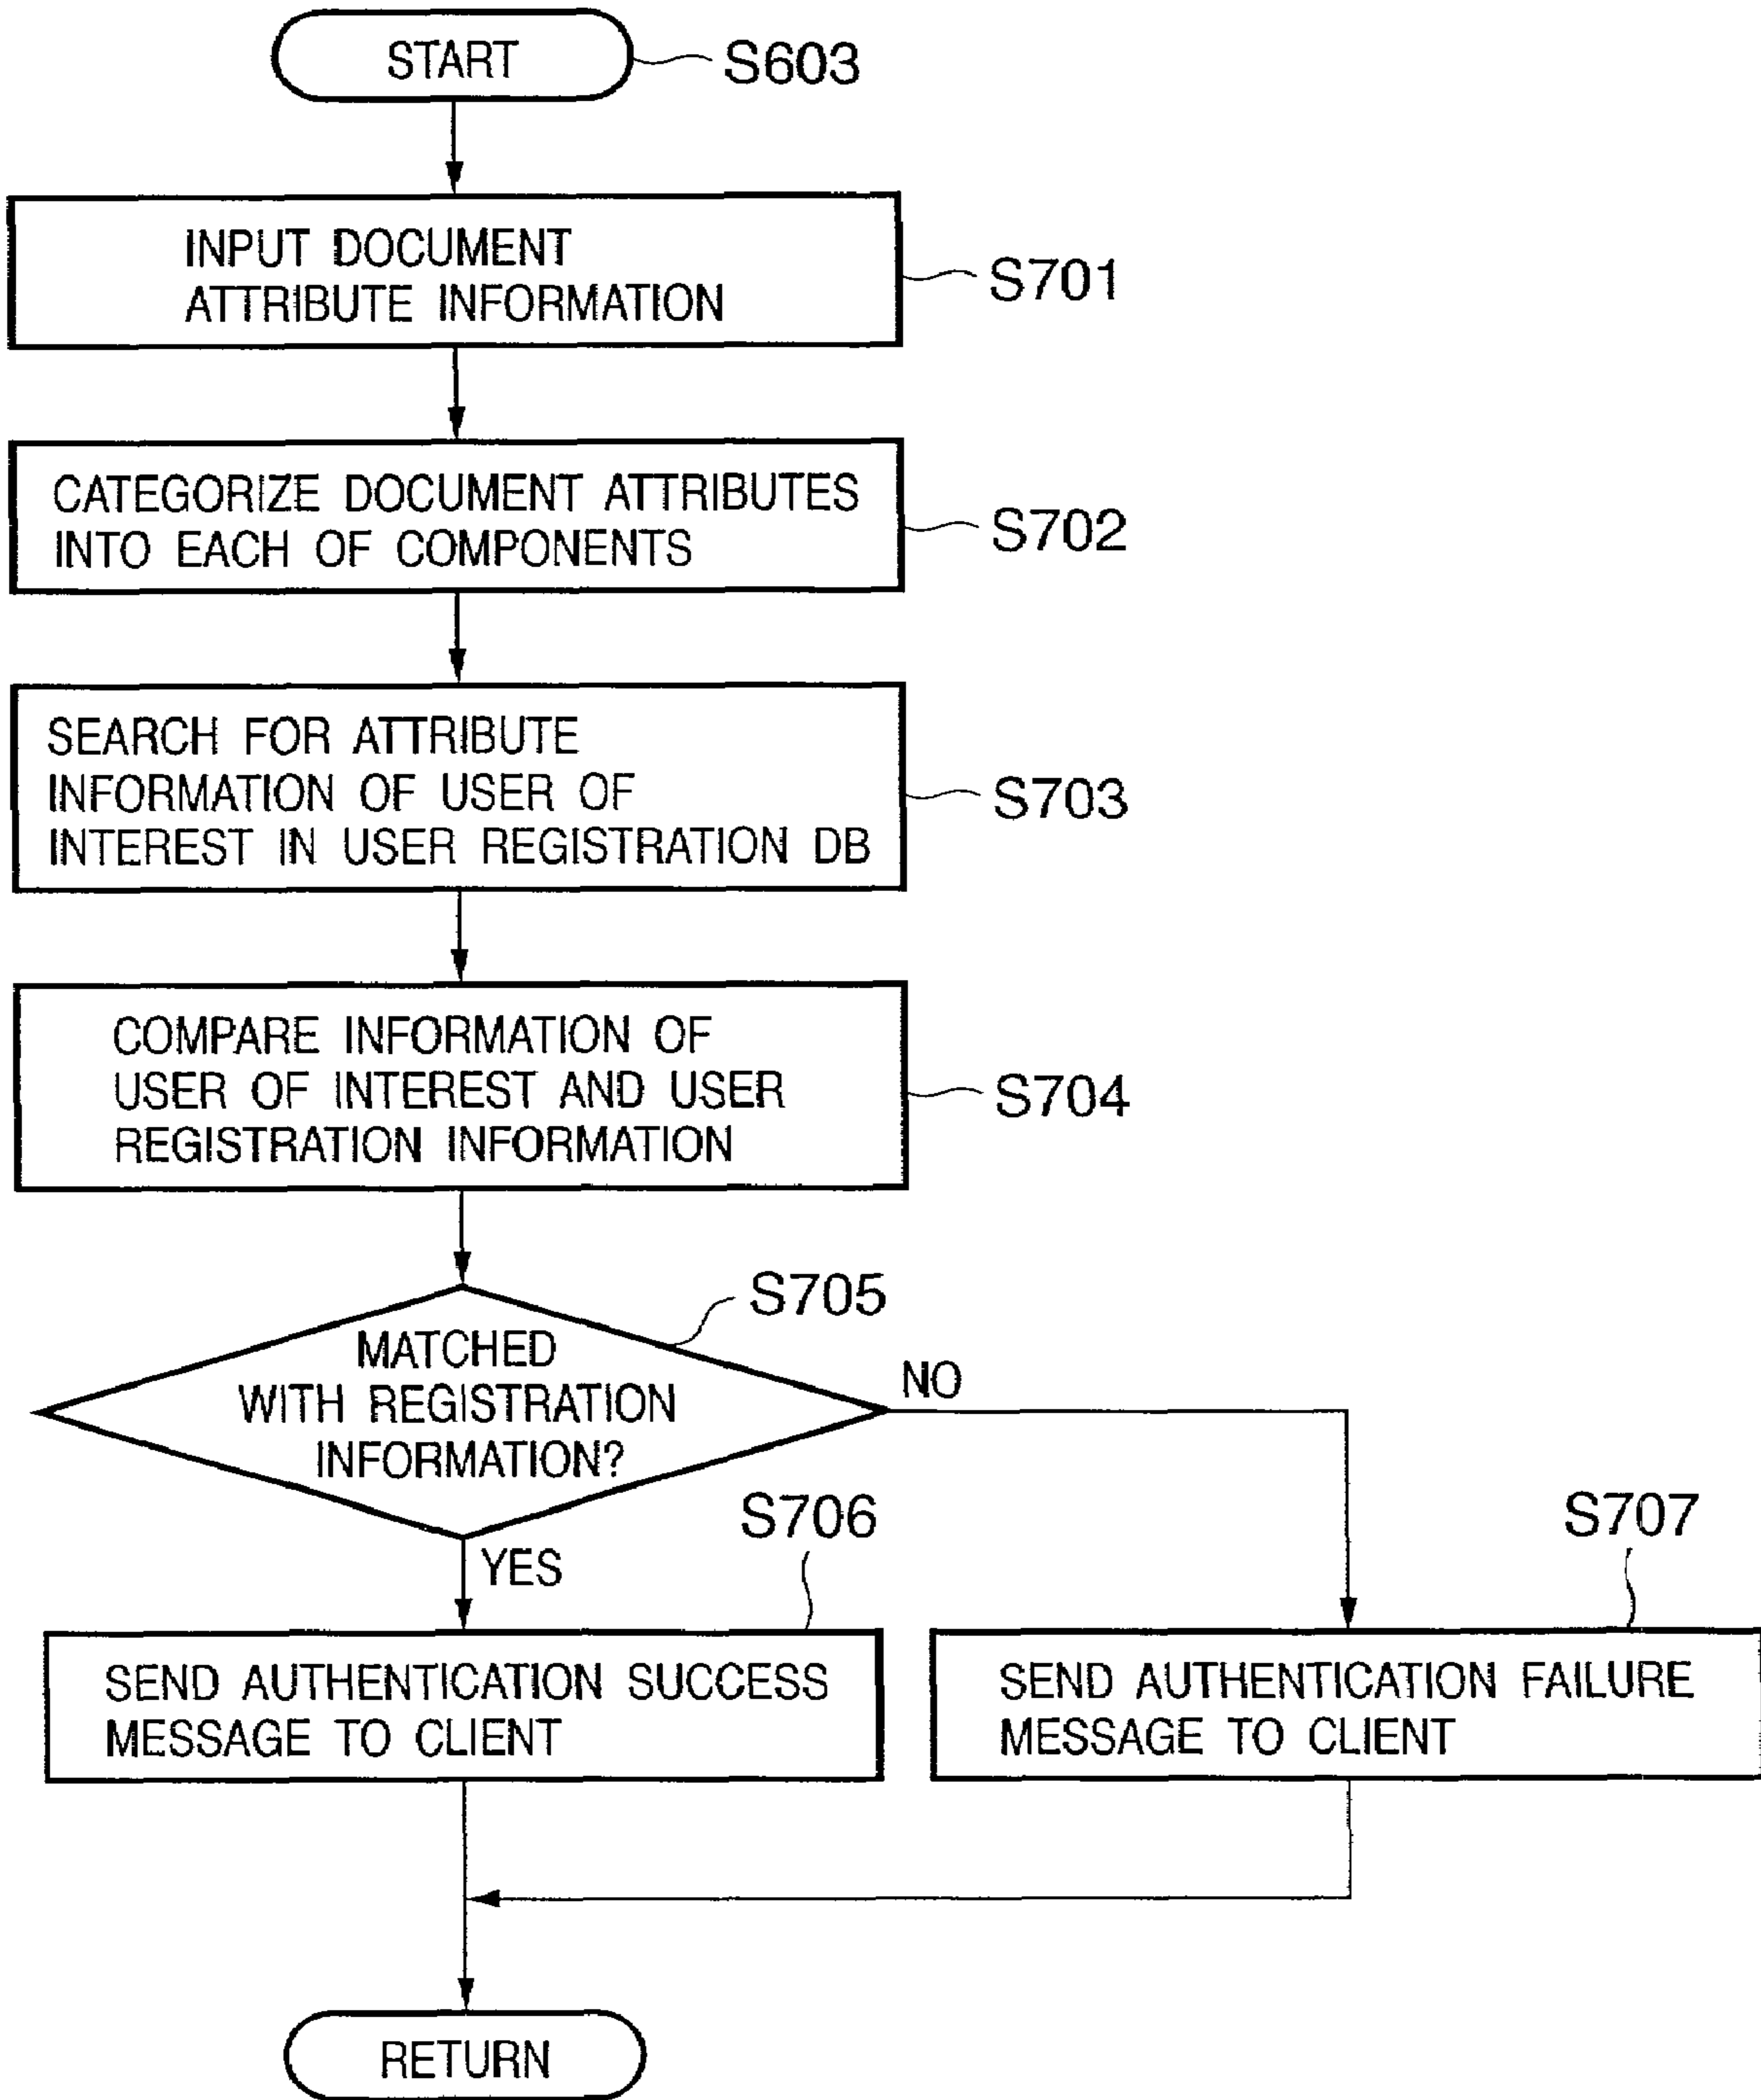 START
S603
INPUT DOCUMENT
ATTRIBUTE INFORMATION
S701
CATEGORIZE DOCUMENT ATTRIBUTES
INTO EACH OF COMPONENTS
S702
SEARCH FOR ATTRIBUTE
INFORMATION OF USER OF
INTEREST IN USER REGISTRATION DB
S703
COMPARE INFORMATION OF
USER OF INTEREST AND USER
REGISTRATION INFORMATION
S704
S705
MATCHED
WITH REGISTRATION
INFORMATION?
NO
YES
S706
SEND AUTHENTICATION SUCCESS
MESSAGE TO CLIENT
S707
SEND AUTHENTICATION FAILURE
MESSAGE TO CLIENT
RETURN